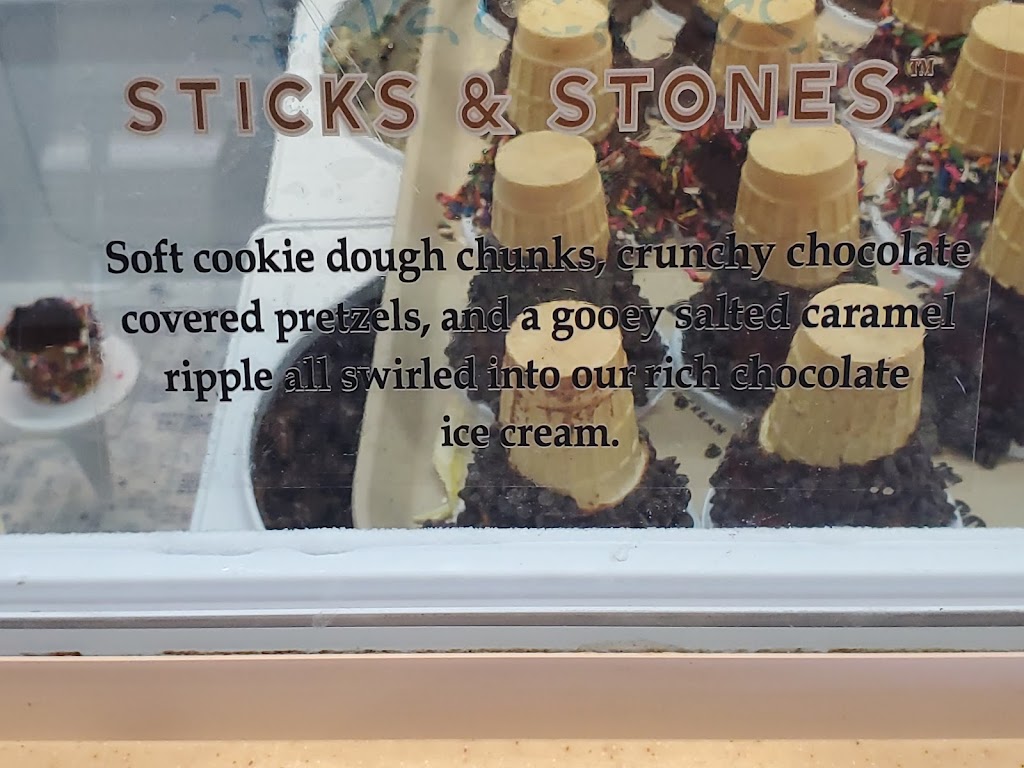 STICKS & STONES™
Soft cookie dough chunks, crunchy chocolate
covered pretzels, and a gooey salted caramel
ripple all swirled into our rich chocolate
ice cream.